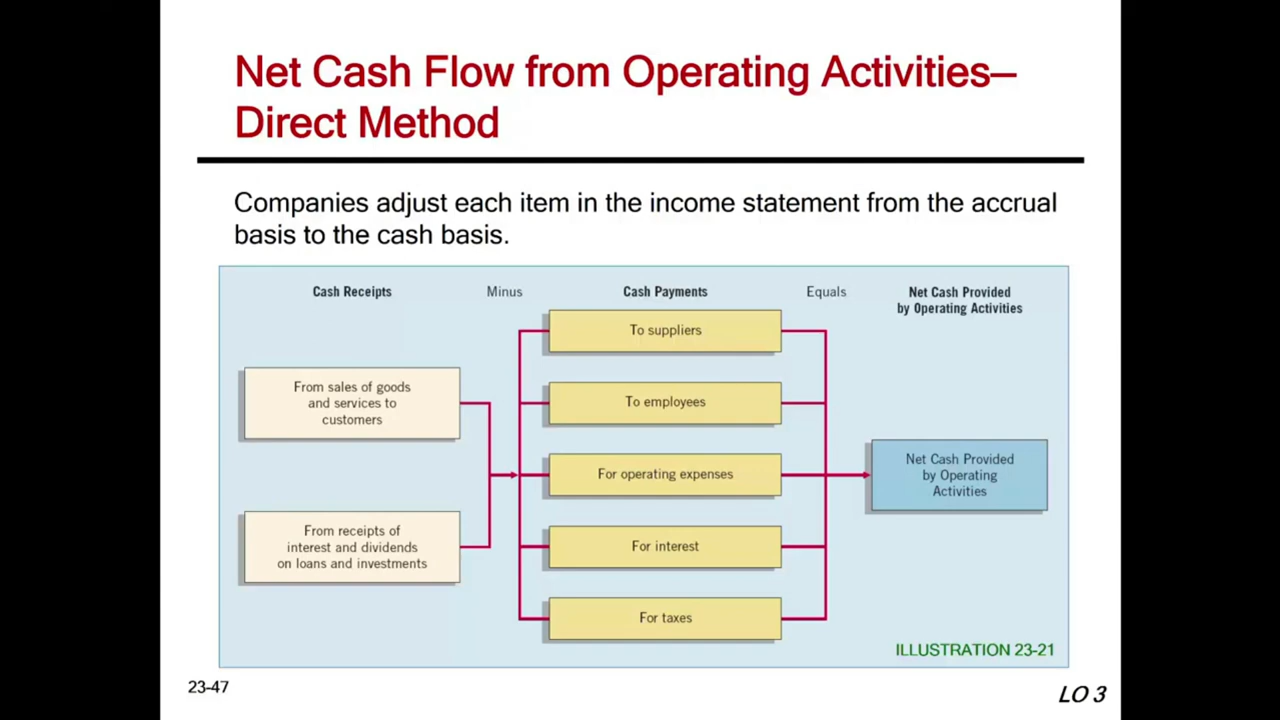 Net Cash Flow from Operating Activities—
Direct Method
Companies adjust each item in the income statement from the accrual
basis to the cash basis.
Cash Receipts
Minus
Cash Payments
Equals
Net Cash Provided
by Operating Activities
From sales of goods
and services to
customers
From receipts of
interest and dividends
on loans and investments
To suppliers
To employees
For operating expenses
For interest
For taxes
Net Cash Provided
by Operating
Activities
ILLUSTRATION 23-21
23-47
LO 3